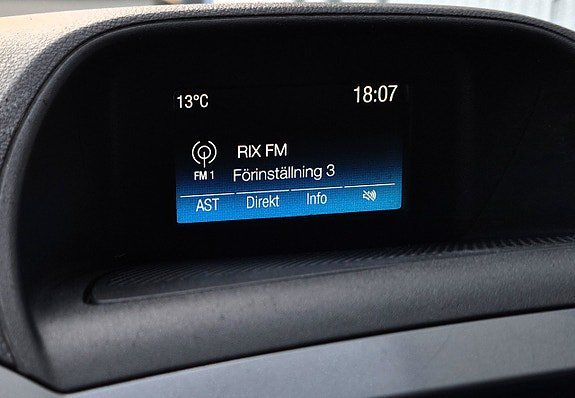 13°C 18:07
RIX FM
FM 1 Förinställning 3
AST Direkt Info